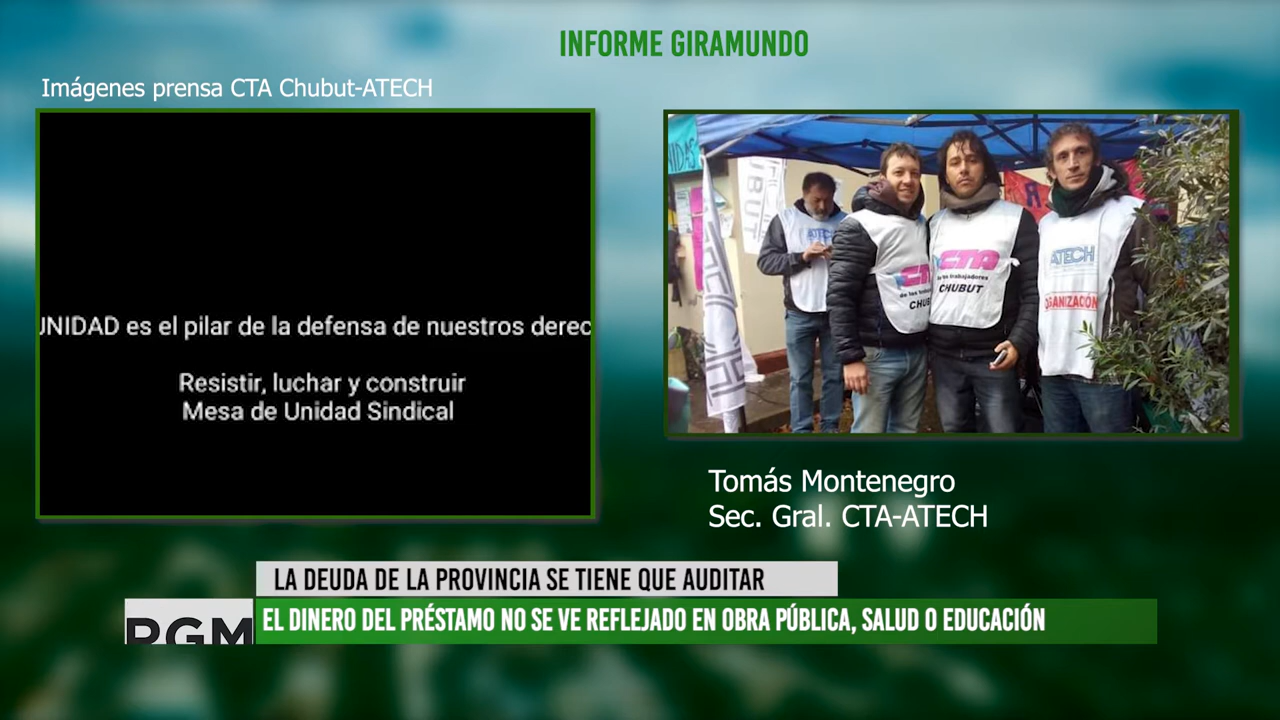 INFORME GIRAMUNDO
Imágenes prensa CTA Chubut-ATECH
UNIDAD es el pilar de la defensa de nuestros derec
Resistir, luchar y construir
Mesa de Unidad Sindical
ATECH
CTA
de los trabajadores
CHUBUT
ATECH
ORGANIZACIÓN
Tomás Montenegro
Sec. Gral. CTA-ATECH
LA DEUDA DE LA PROVINCIA SE TIENE QUE AUDITAR
EL DINERO DEL PRÉSTAMO NO SE VE REFLEJADO EN OBRA PÚBLICA, SALUD O EDUCACIÓN
RGM